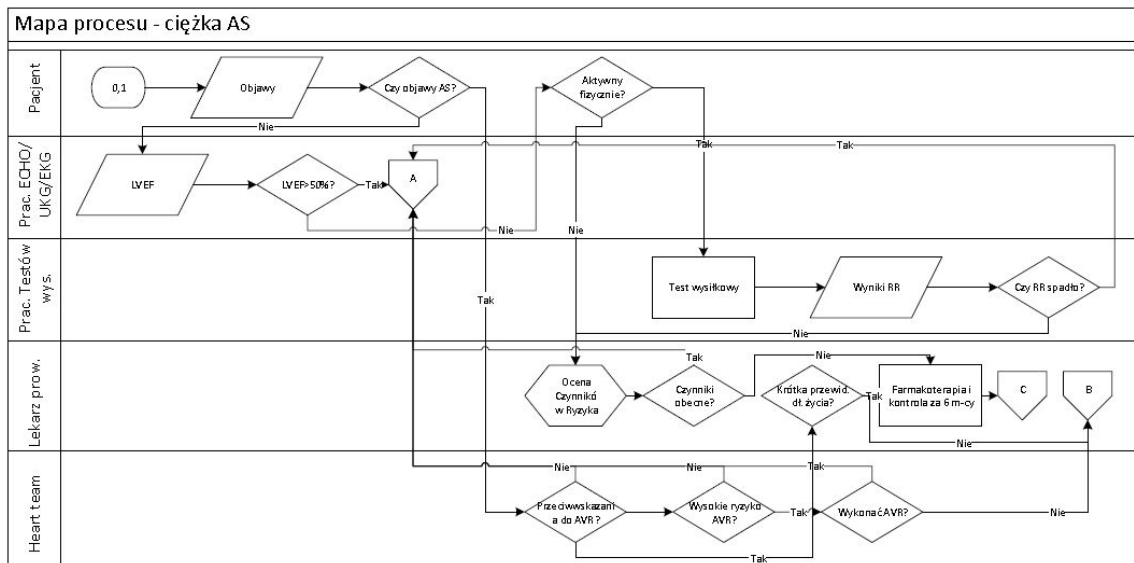 Mapa procesu - ciężka AS
Pacjent
0,1
Objawy
Czy objawy AS?
Aktywny
fizycznie?
Nie
Tak
Tak
Prac. ECHO/
UKG/EKG
LVEF
LVEF>50%?
Tak
A
Nie
Nie
Prac. Testów
wys.
Tak
Test wysiłkowy
Wyniki RR
Czy RR spadło?
Nie
Lekarz prow.
Tak
Nie
Ocena
Czynnikó
w Ryzyka
Czynniki
obecne?
Krótka przewid.
dł. życia?
Tak
Farmakoterapia i
kontrola za 6 m-cy
C
B
Nie
Heart team
Nie
Nie
Tak
Przeciwwskazani
a do AVR?
Wysokie ryzyko
AVR?
Tak
Wykonać AVR?
Nie
Tak